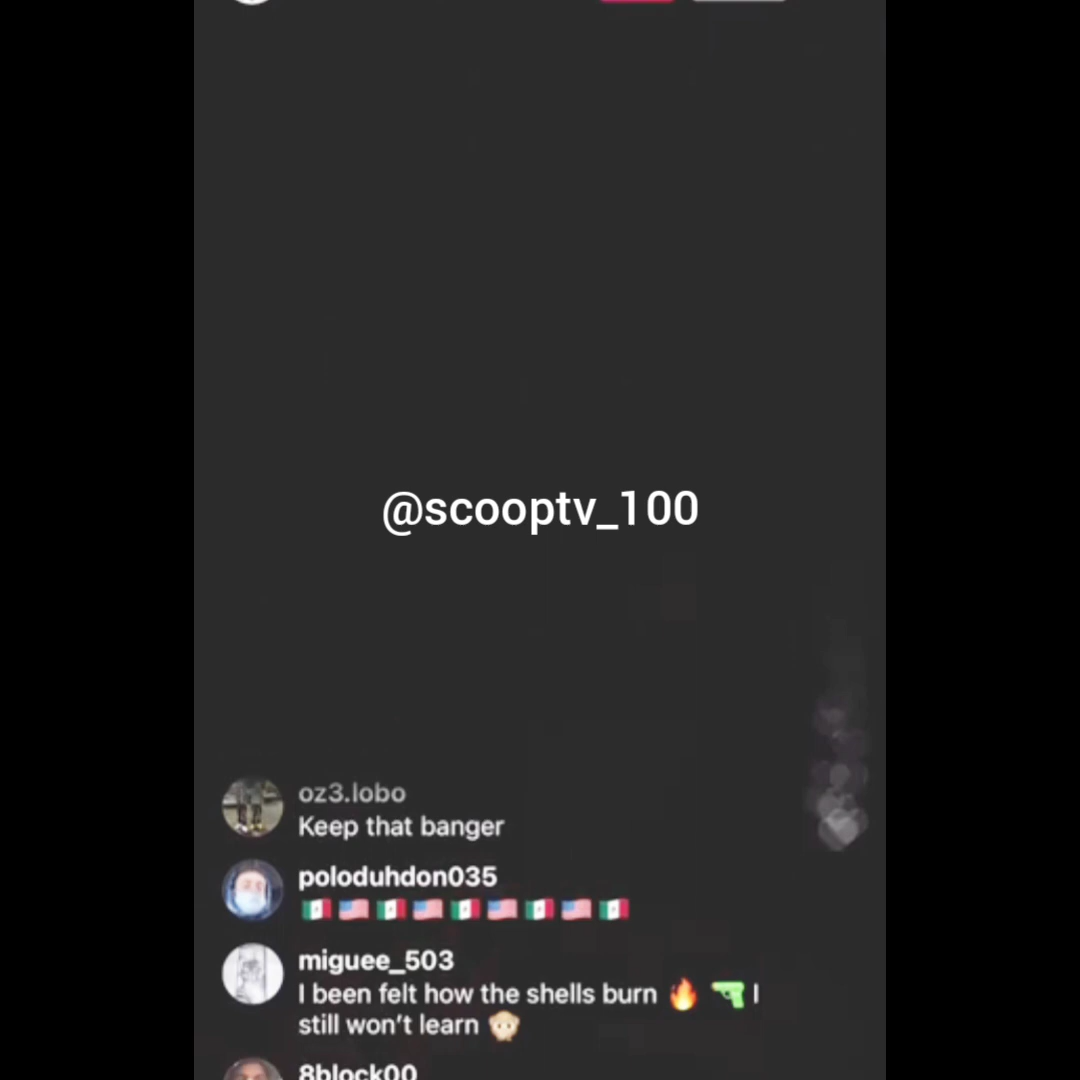 @scooptv_100
oz3.lobo
Keep that banger
poloduhdon035
🇲🇽🇺🇸🇲🇽🇺🇸🇲🇽🇺🇸🇲🇽🇺🇸🇲🇽
miguee_503
I been felt how the shells burn 🔥 🔫 I
still won't learn 🙊
8block00